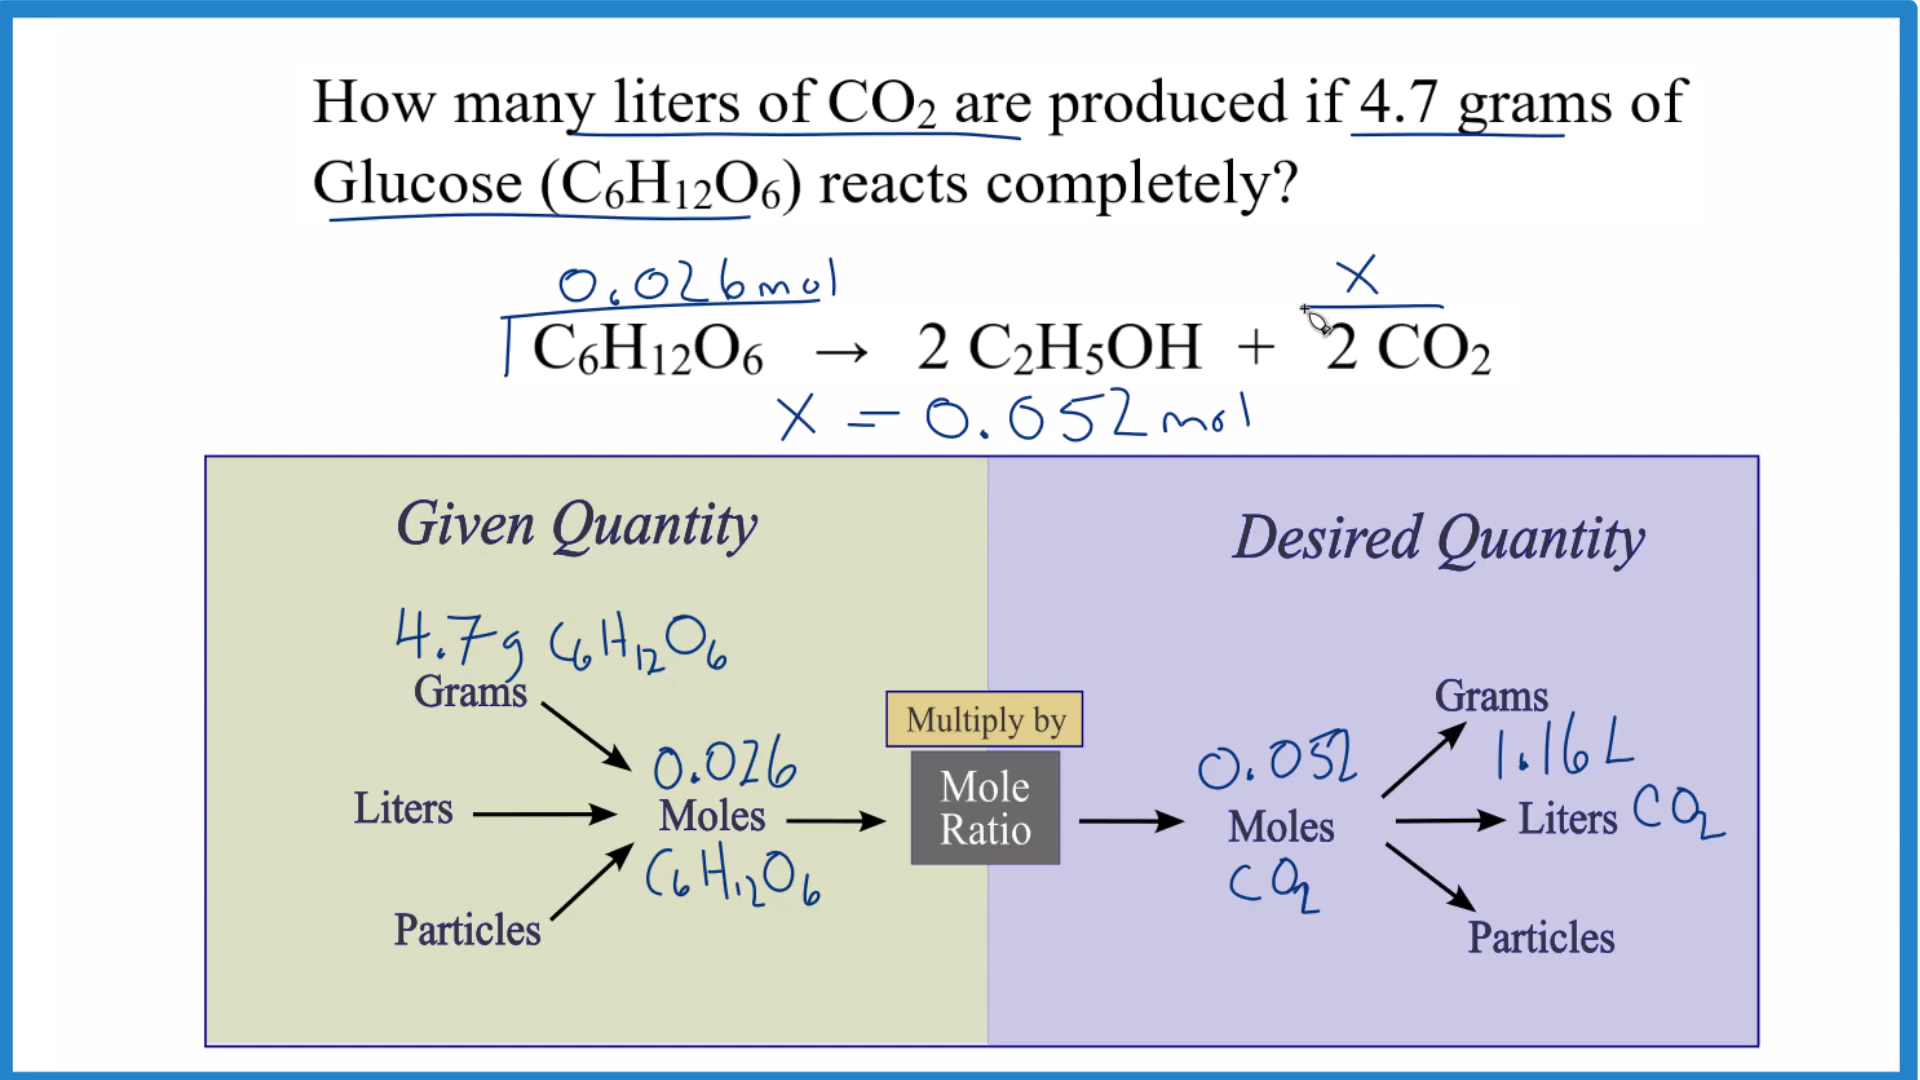 How many liters of CO₂ are produced if 4.7 grams of
Glucose (C₆H₁₂O₆) reacts completely?
0.026 mol
x
C₆H₁₂O₆ → 2 C₂H₅OH + 2 CO₂
x = 0.052 mol
Given Quantity
Desired Quantity
4.7g C₆H₁₂O₆
Grams
Grams
Multiply by
0.026
0.052
1.16 L
Mole
Ratio
Liters
Moles
Moles
Liters CO₂
C₆H₁₂O₆
CO₂
Particles
Particles